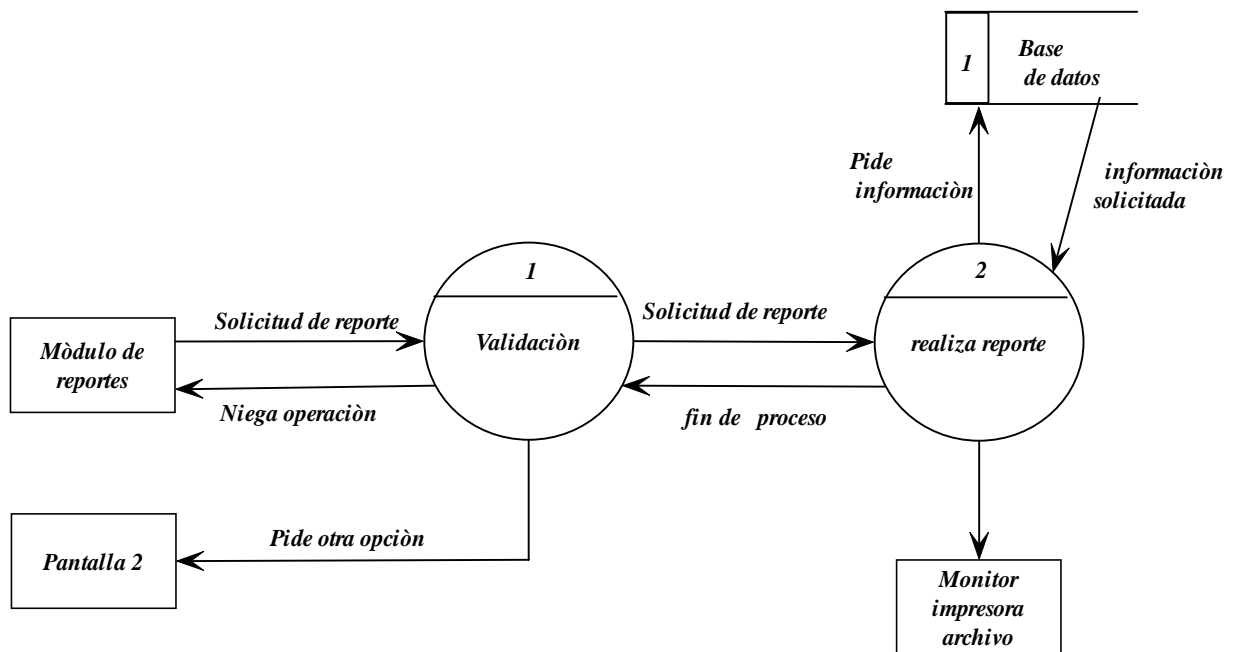 1
Base
de datos
Pide
informaciòn
informaciòn
solicitada
1
2
Solicitud de reporte
Solicitud de reporte
Mòdulo de
reportes
Validaciòn
realiza reporte
Niega operaciòn
fin de proceso
Pide otra opciòn
Pantalla 2
Monitor
impresora
archivo